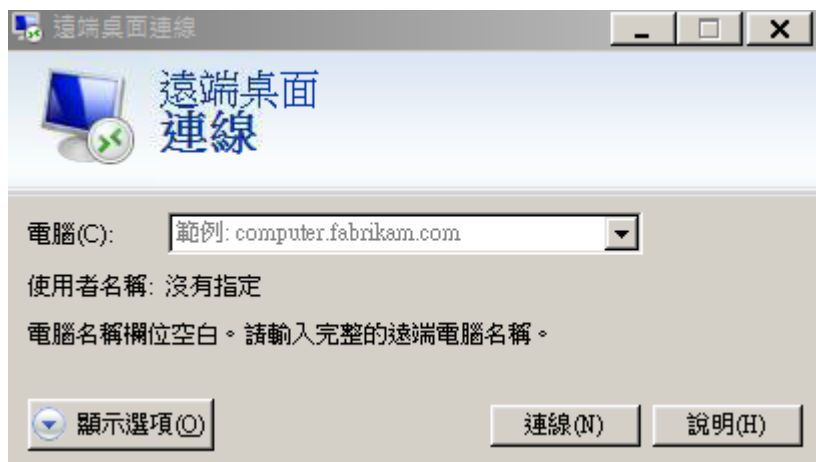 遠端桌面連線
遠端桌面
連線
電腦(C): 範例: computer.fabrikam.com
使用者名稱: 沒有指定
電腦名稱欄位空白。請輸入完整的遠端電腦名稱。
顯示選項(O) 連線(N) 說明(H)